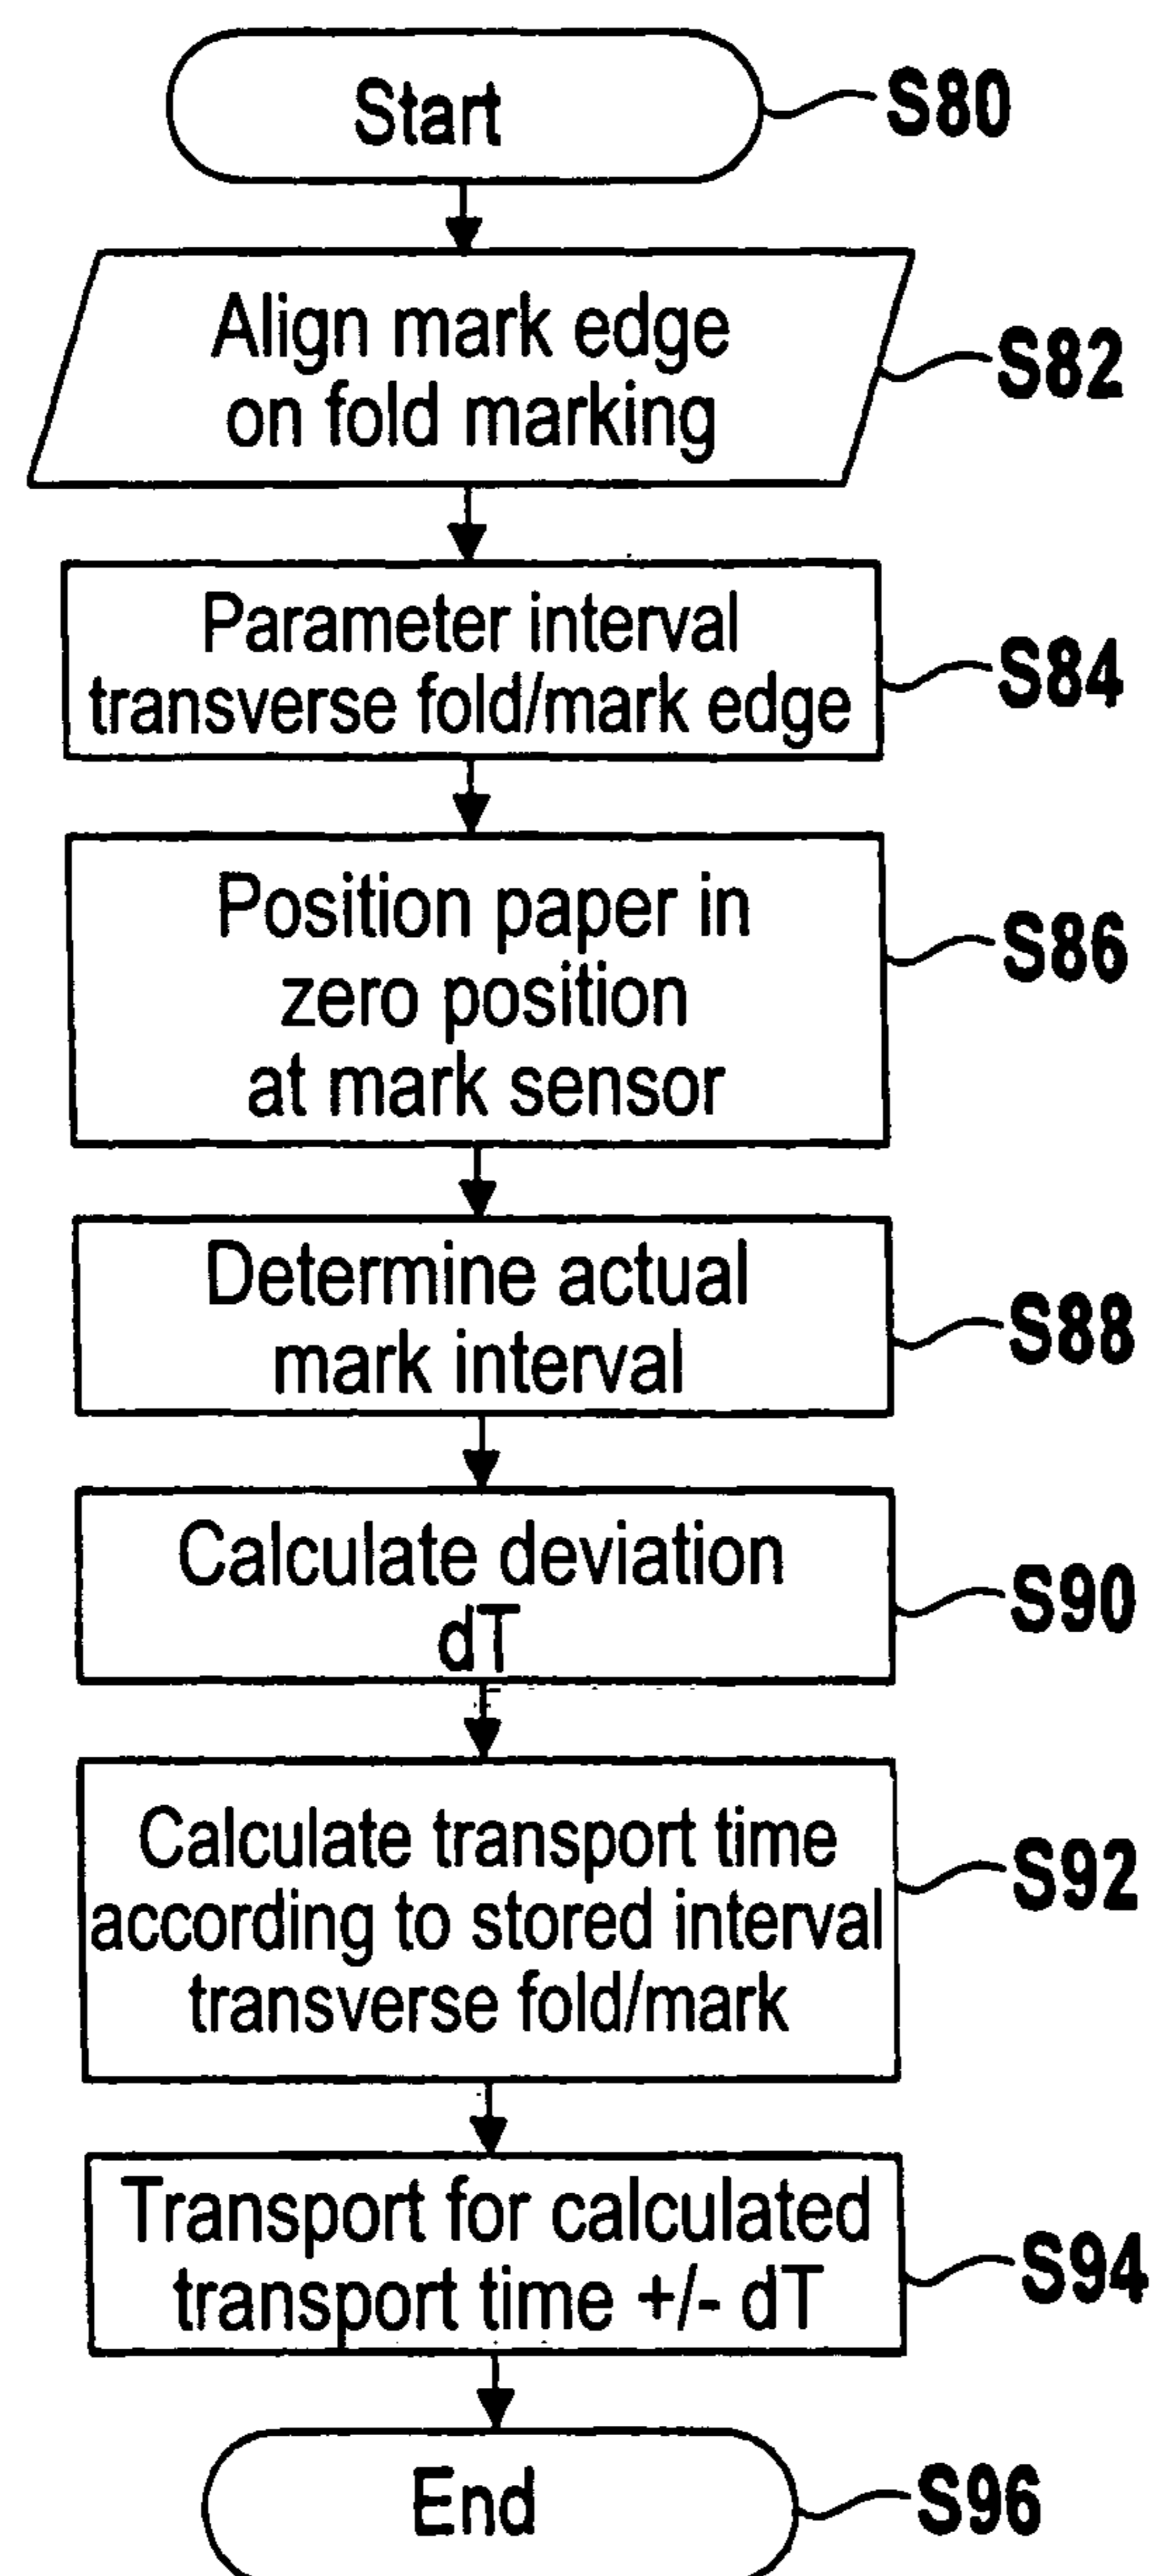 Start
S80
Align mark edge
on fold marking
S82
Parameter interval
transverse fold/mark edge
S84
Position paper in
zero position
at mark sensor
S86
Determine actual
mark interval
S88
Calculate deviation
dT
S90
Calculate transport time
according to stored interval
transverse fold/mark
S92
Transport for calculated
transport time +/- dT
S94
End
S96